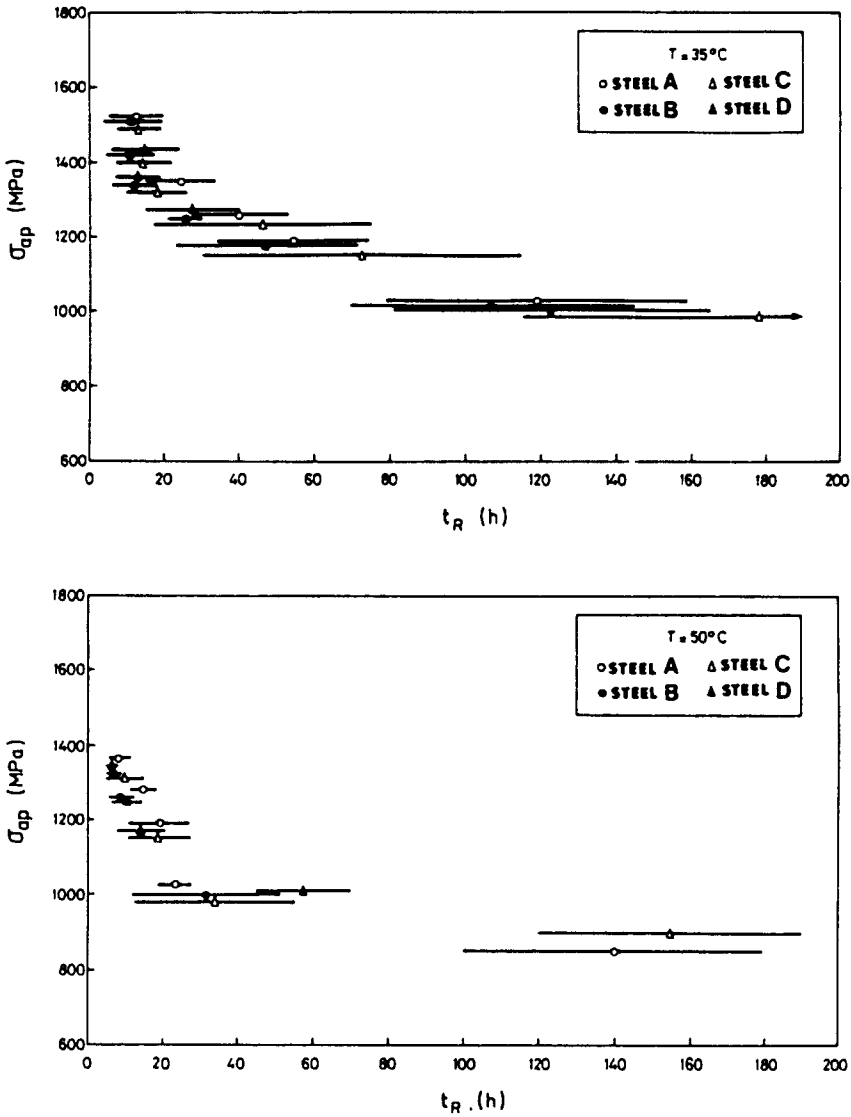 1800
1600
1400
1200
1000
800
600
σap (MPa)
T = 35°C
STEEL A STEEL C
STEEL B STEEL D
0 20 40 60 80 100 120 140 160 180 200
tR (h)
1800
1600
1400
1200
1000
800
600
σap (MPa)
T = 50°C
STEEL A STEEL C
STEEL B STEEL D
0 20 40 60 80 100 120 140 160 180 200
tR . (h)